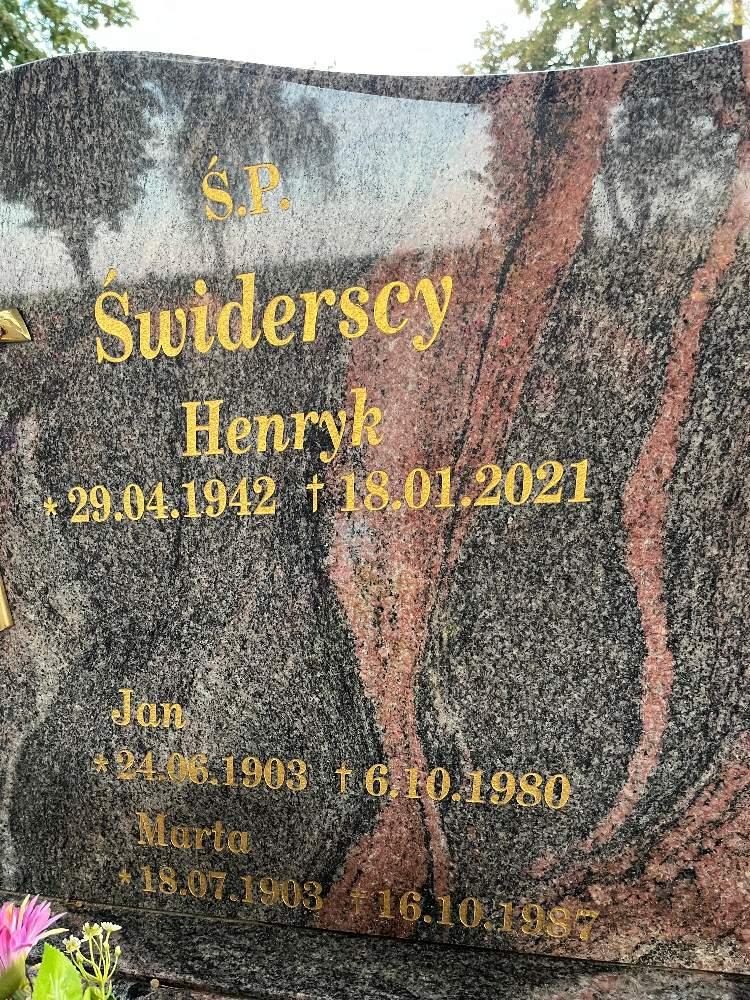 Ś.P.
Świderscy
Henryk
* 29.04.1942 † 18.01.2021
Jan
* 24.06.1903 † 6.10.1980
Marta
* 18.07.1903 † 16.10.1987